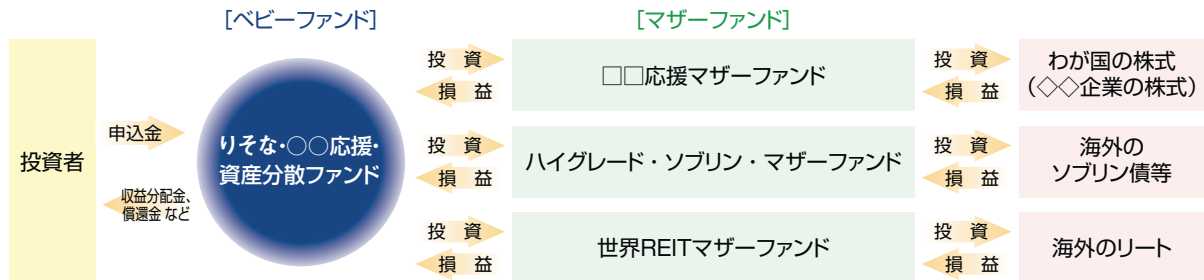 [ベビーファンド]
[マザーファンド]
投資者
申込金
収益分配金、
償還金 など
りそな・○○応援・
資産分散ファンド
投 資
損 益
□□応援マザーファンド
投 資
損 益
わが国の株式
(◇◇企業の株式)
投 資
損 益
ハイグレード・ソブリン・マザーファンド
投 資
損 益
海外の
ソブリン債等
投 資
損 益
世界REITマザーファンド
投 資
損 益
海外のリート